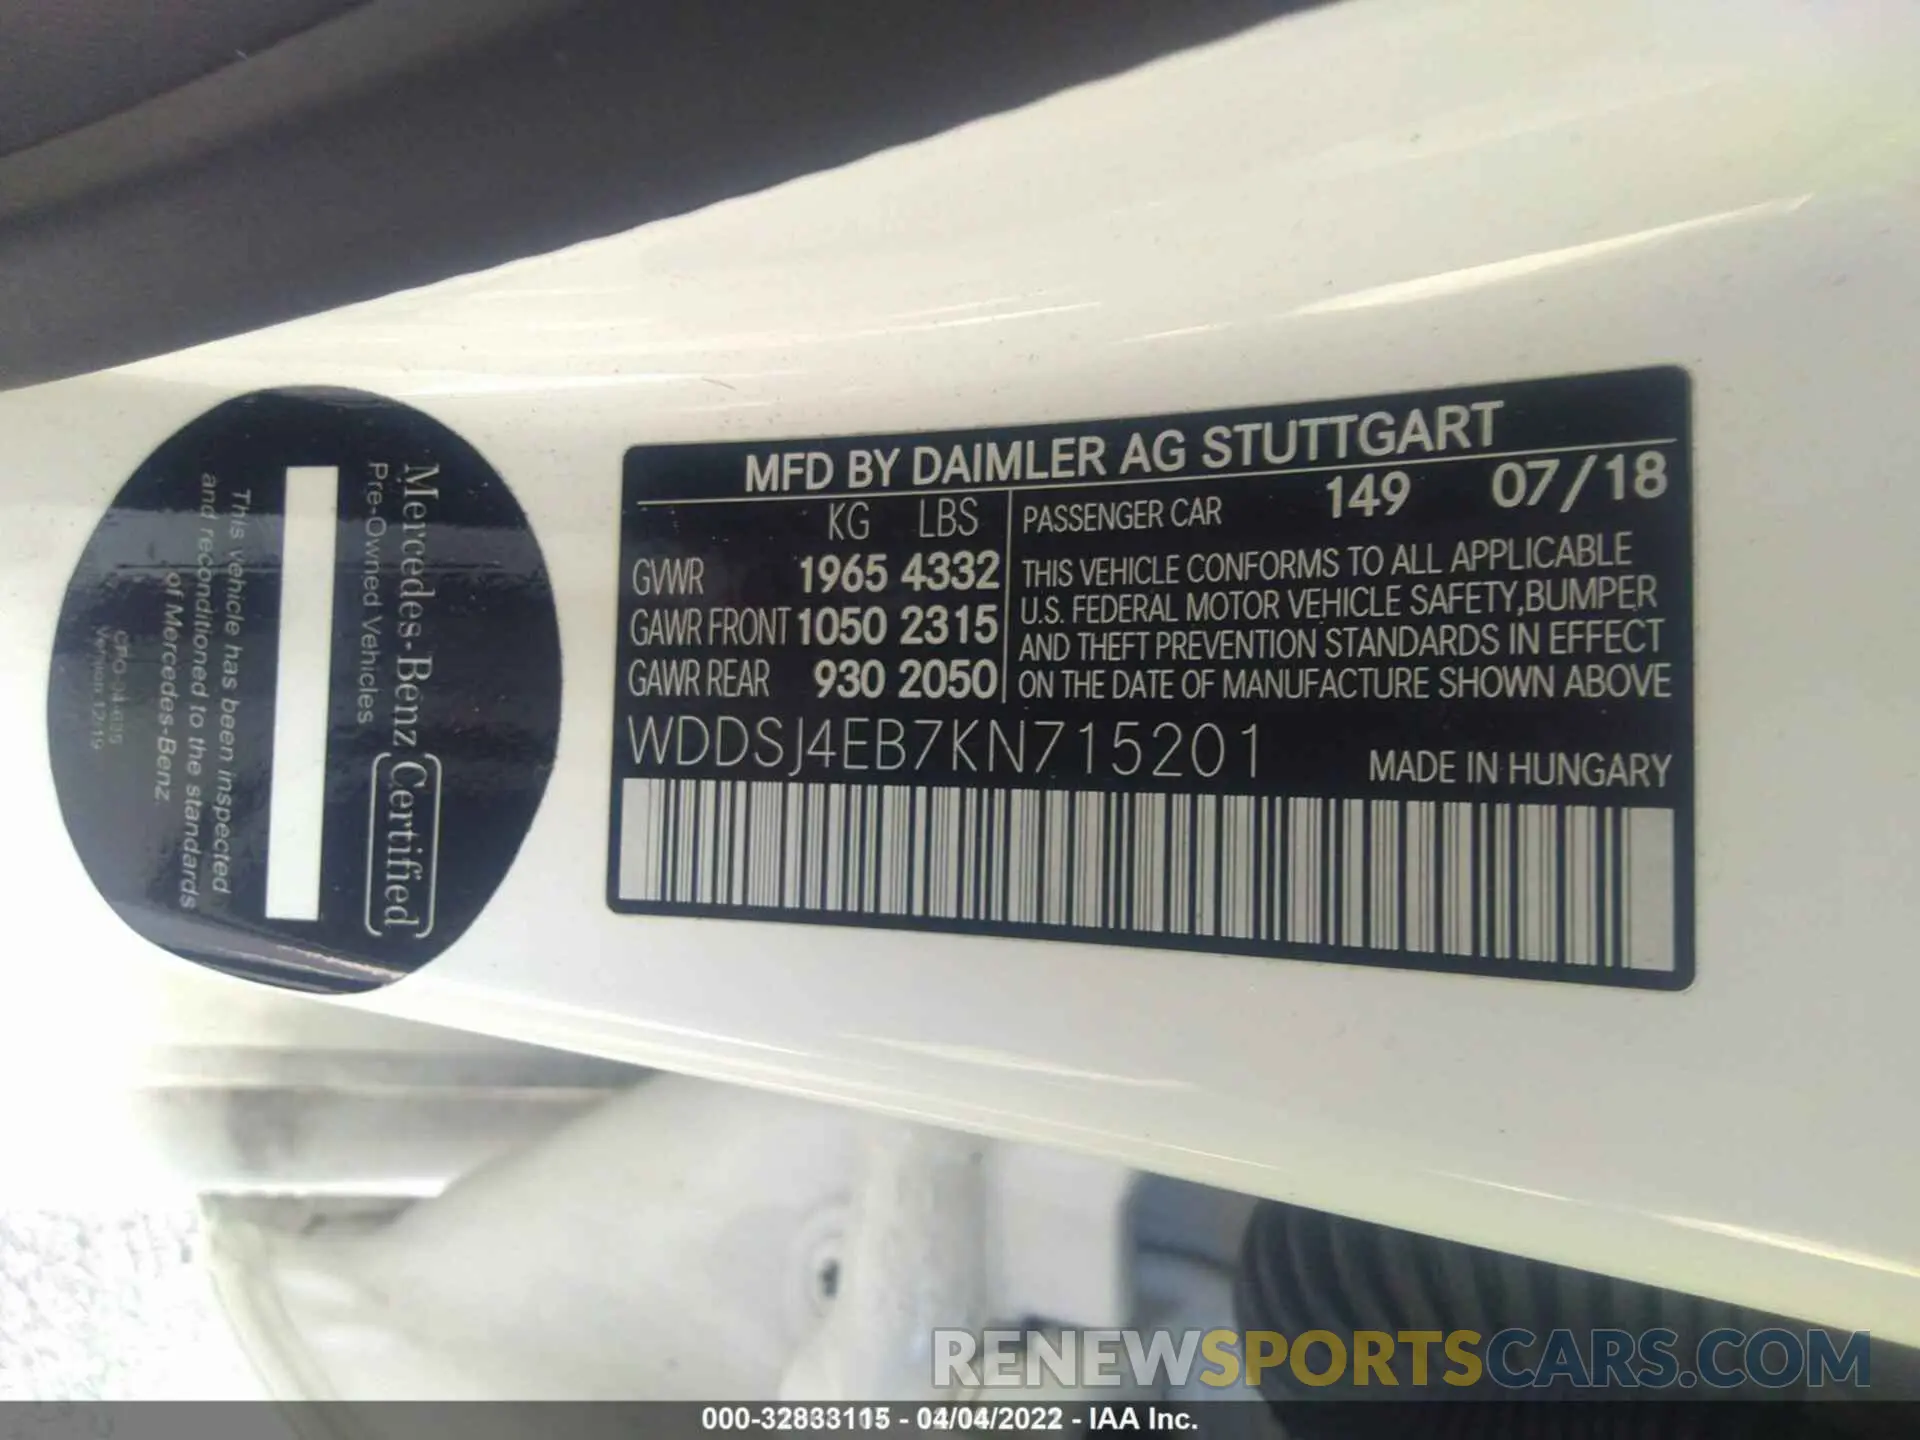 Mercedes-Benz Certified
Pre-Owned Vehicles
This vehicle has been inspected
and reconditioned to the standards
of Mercedes-Benz.
Version 12/19
MFD BY DAIMLER AG STUTTGART
KG LBS
GVWR 1965 4332
GAWR FRONT 1050 2315
GAWR REAR 930 2050
PASSENGER CAR 149 07/18
THIS VEHICLE CONFORMS TO ALL APPLICABLE
U.S. FEDERAL MOTOR VEHICLE SAFETY,BUMPER
AND THEFT PREVENTION STANDARDS IN EFFECT
ON THE DATE OF MANUFACTURE SHOWN ABOVE
WDDSJ4EB7KN715201
MADE IN HUNGARY
RENEWSPORTSCARS.COM
000-32833115 - 04/04/2022 - IAA Inc.